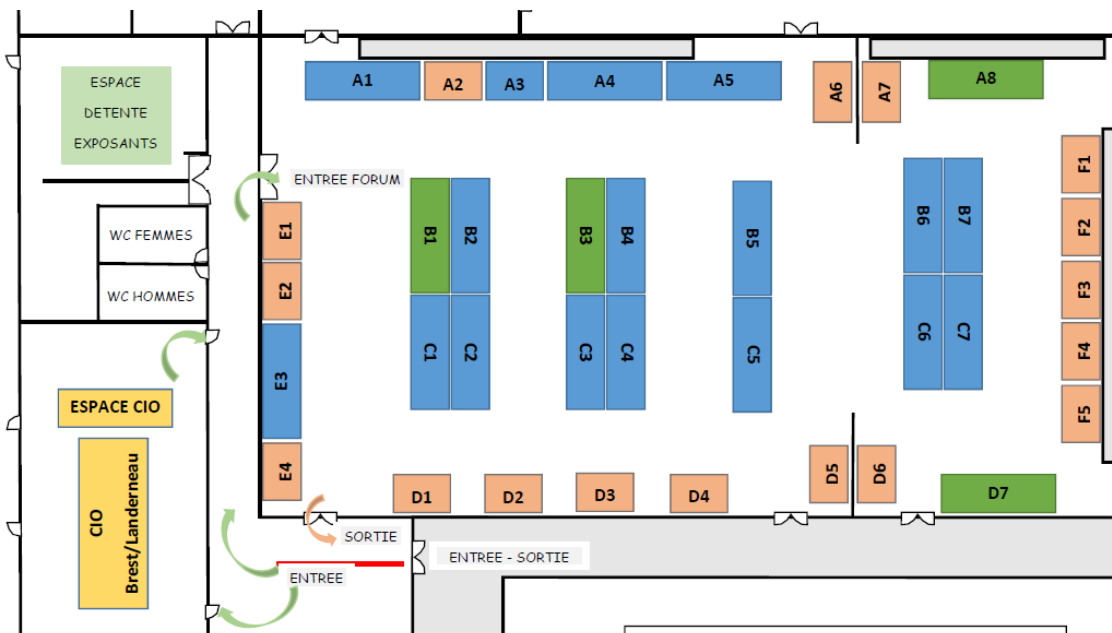 ESPACE
DETENTE
EXPOSANTS
A1
A2
A3
A4
A5
A6
A7
A8
ENTREE FORUM
WC FEMMES
WC HOMMES
E1
E2
E3
E4
B1
B2
B3
B4
B5
B6
B7
C1
C2
C3
C4
C5
C6
C7
F1
F2
F3
F4
F5
ESPACE CIO
CIO
Brest/Landerneau
D1
D2
D3
D4
D5
D6
D7
SORTIE
ENTREE - SORTIE
ENTREE